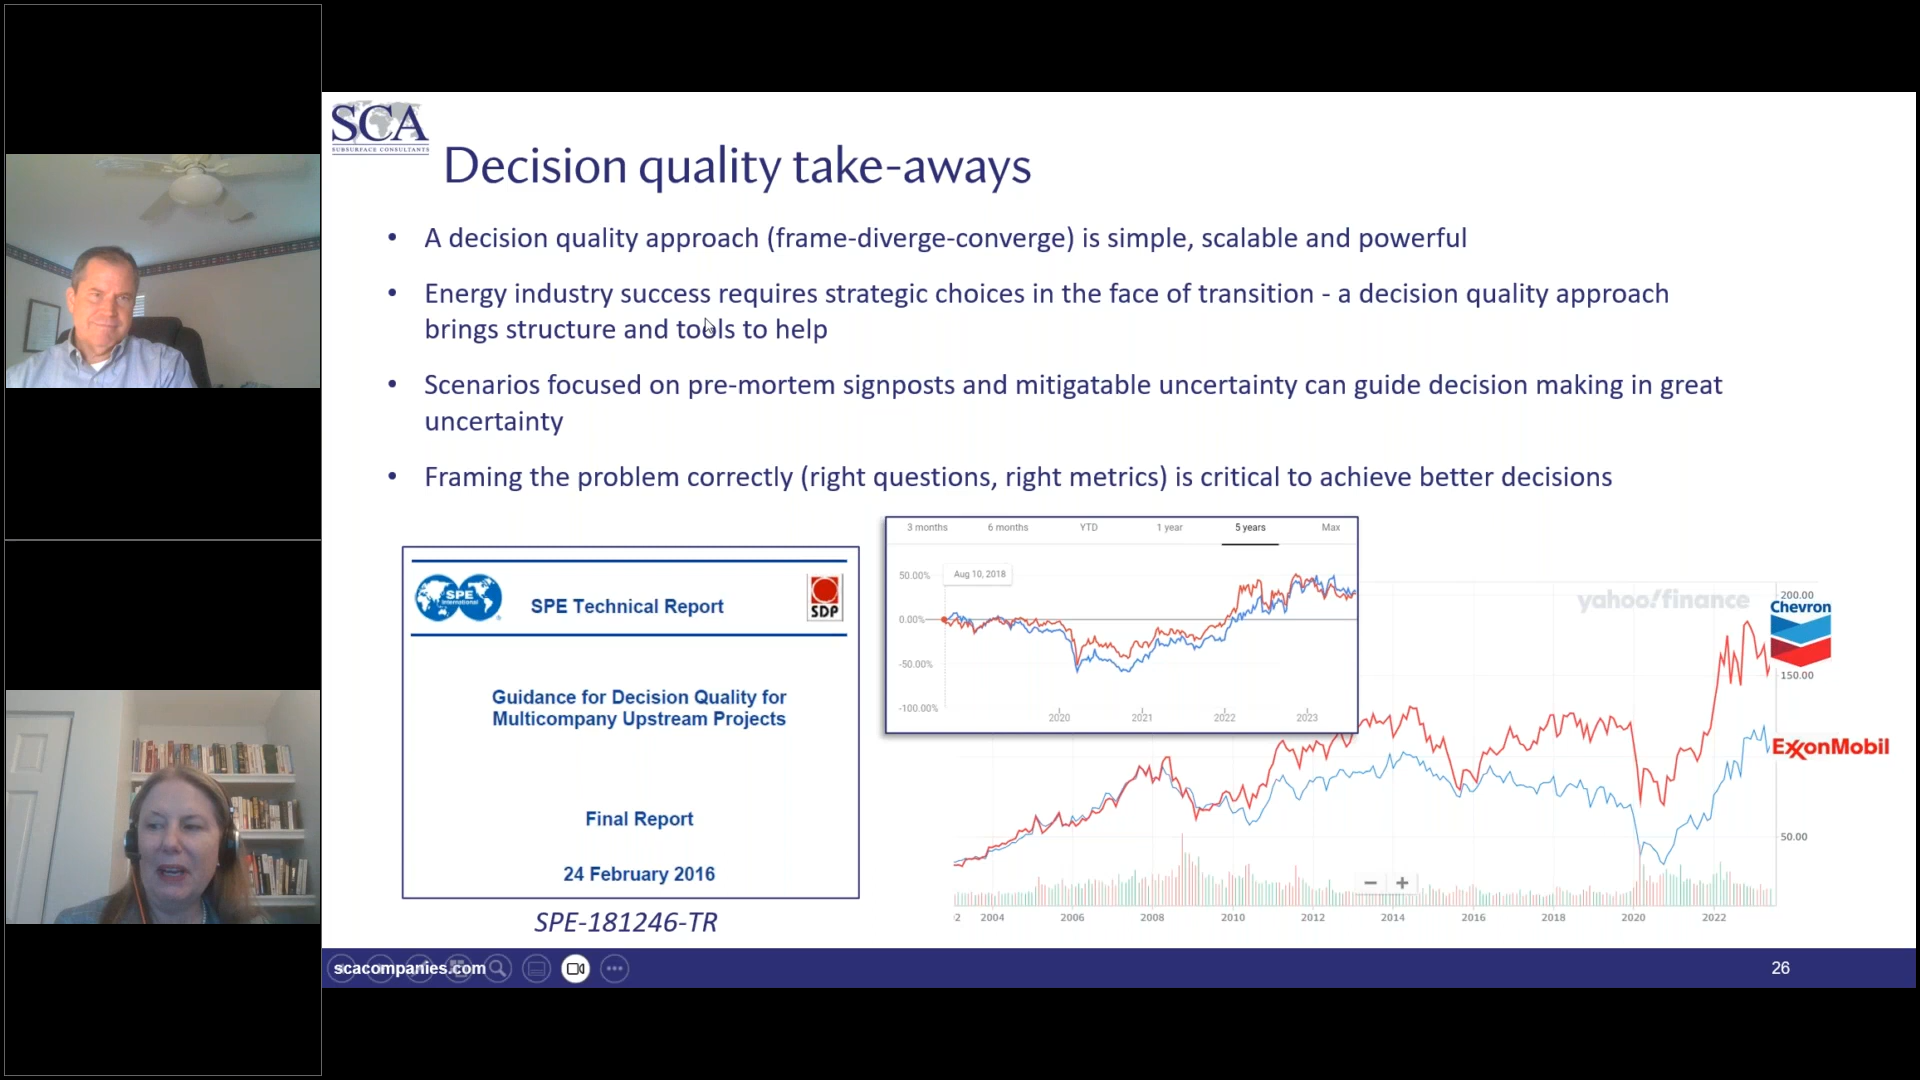 SCA
SUBSURFACE CONSULTANTS
Decision quality take-aways
• A decision quality approach (frame-diverge-converge) is simple, scalable and powerful
• Energy industry success requires strategic choices in the face of transition - a decision quality approach
brings structure and tools to help
• Scenarios focused on pre-mortem signposts and mitigatable uncertainty can guide decision making in great
uncertainty
• Framing the problem correctly (right questions, right metrics) is critical to achieve better decisions
SPE
International
SPE Technical Report
SDP
Guidance for Decision Quality for
Multicompany Upstream Projects
Final Report
24 February 2016
SPE-181246-TR
3 months 6 months YTD 1 year 5 years Max
Aug 10, 2018
50.00%
0.00%
-50.00%
-100.00%
2020 2021 2022 2023
yahoo!finance
200.00
Chevron
150.00
ExxonMobil
50.00
2 2004 2006 2008 2010 2012 2014 2016 2018 2020 2022
scacompanies.com
26